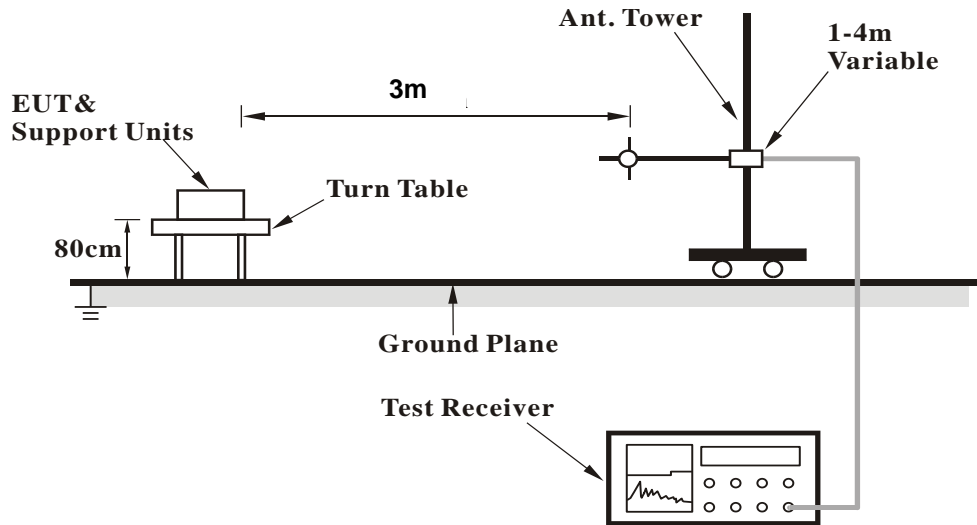 Ant. Tower
1-4m
Variable
3m
EUT&
Support Units
Turn Table
80cm
Ground Plane
Test Receiver